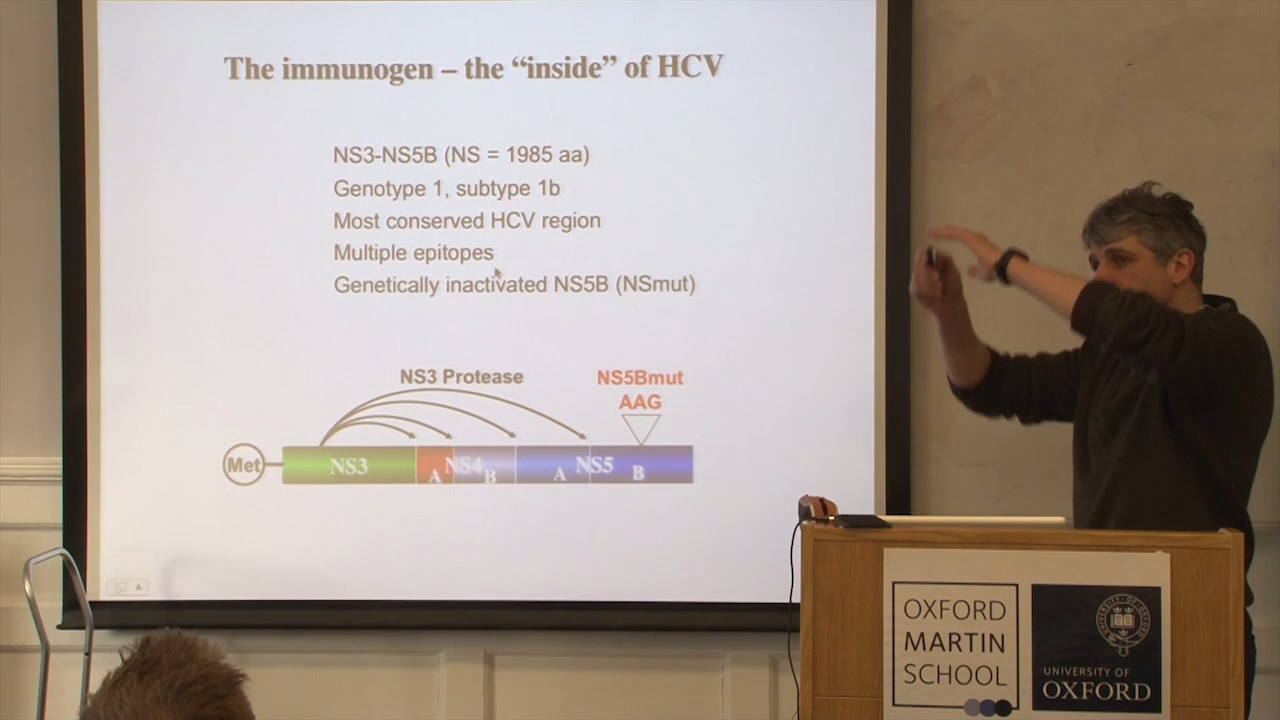 The immunogen – the “inside” of HCV
NS3-NS5B (NS = 1985 aa)
Genotype 1, subtype 1b
Most conserved HCV region
Multiple epitopes
Genetically inactivated NS5B (NSmut)
NS3 Protease
NS5Bmut
AAG
Met
NS3
NS4
A
B
NS5
A
B
OXFORD
MARTIN
SCHOOL
UNIVERSITY OF
OXFORD